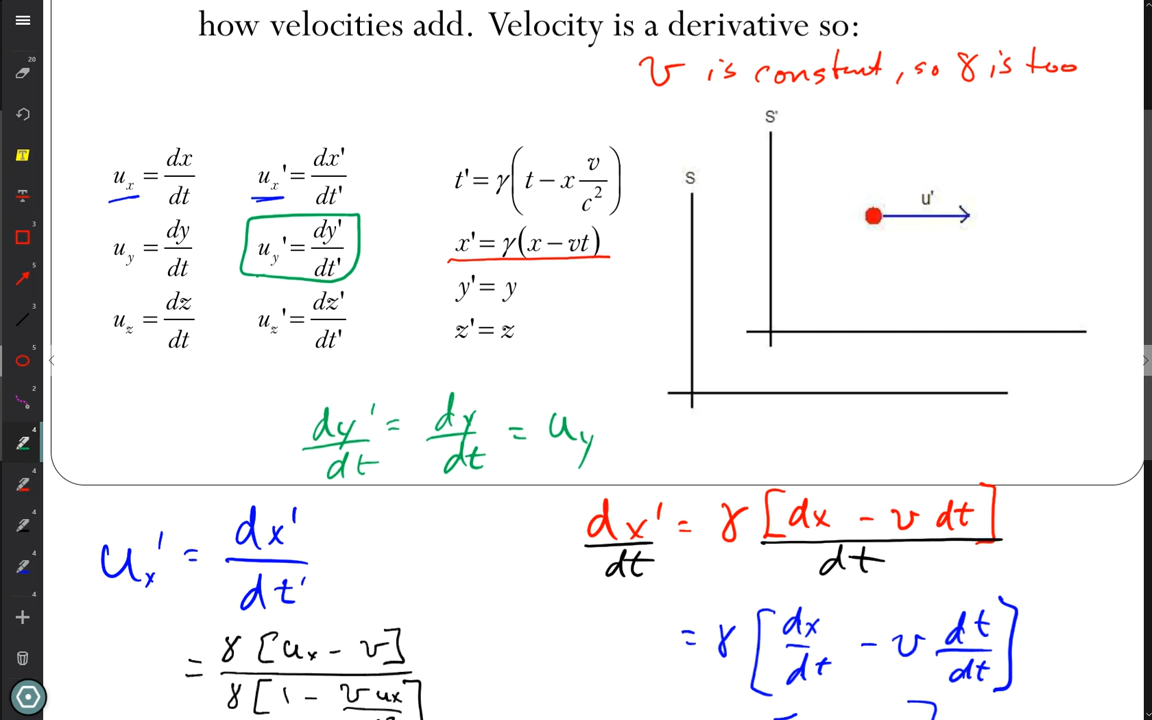 how velocities add. Velocity is a derivative so:
v is constant, so γ is too
S'
S
u'
u_x = dx/dt    u_x' = dx'/dt'    t' = γ(t − x v/c²)
u_y = dy/dt    u_y' = dy'/dt'    x' = γ(x − vt)
y' = y
u_z = dz/dt    u_z' = dz'/dt'    z' = z
dy'/dt = dy/dt = u_y
dx'/dt = γ[dx − v dt]/dt
u_x' = dx'/dt'
= γ[dx/dt − v dt/dt]
= γ[u_x − v] / γ[1 − v u_x